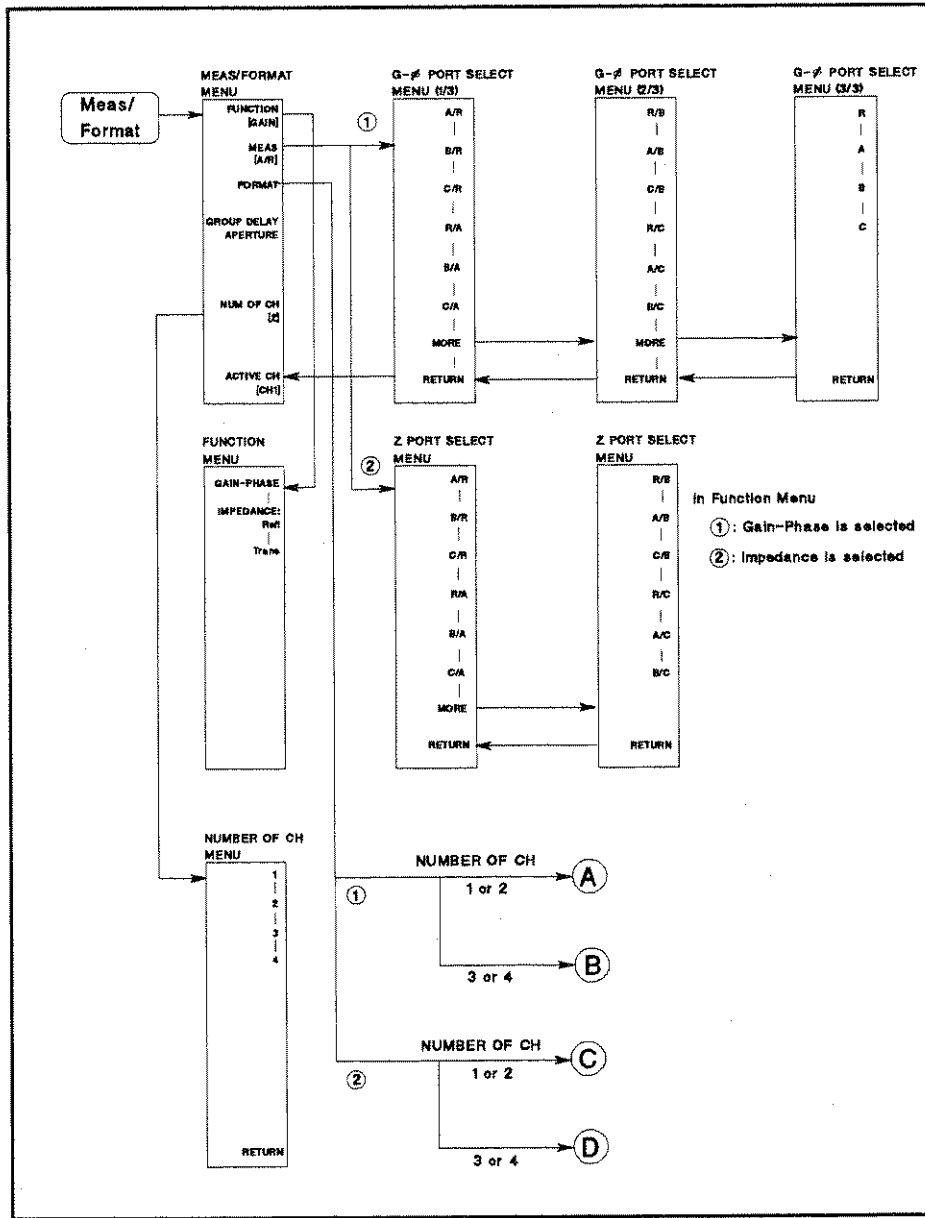 Meas/
Format
MEAS/FORMAT
MENU
FUNCTION
[GAIN]
MEAS
[A/R]
FORMAT
GROUP DELAY
APERTURE
NUM OF CH
[2]
ACTIVE CH
[CH1]
①
G-ø PORT SELECT
MENU (1/3)
A/R
B/R
C/R
R/A
B/A
C/A
MORE
RETURN
G-ø PORT SELECT
MENU (2/3)
R/B
A/B
C/B
R/C
A/C
B/C
MORE
RETURN
G-ø PORT SELECT
MENU (3/3)
R
A
B
C
RETURN
FUNCTION
MENU
GAIN-PHASE
IMPEDANCE:
Refl
Trans
②
Z PORT SELECT
MENU
A/R
B/R
C/R
R/A
B/A
C/A
MORE
RETURN
Z PORT SELECT
MENU
R/B
A/B
C/B
R/C
A/C
B/C
RETURN
In Function Menu
①: Gain-Phase is selected
②: Impedance is selected
NUMBER OF CH
MENU
1
2
3
4
RETURN
①
NUMBER OF CH
1 or 2
A
3 or 4
B
②
NUMBER OF CH
1 or 2
C
3 or 4
D